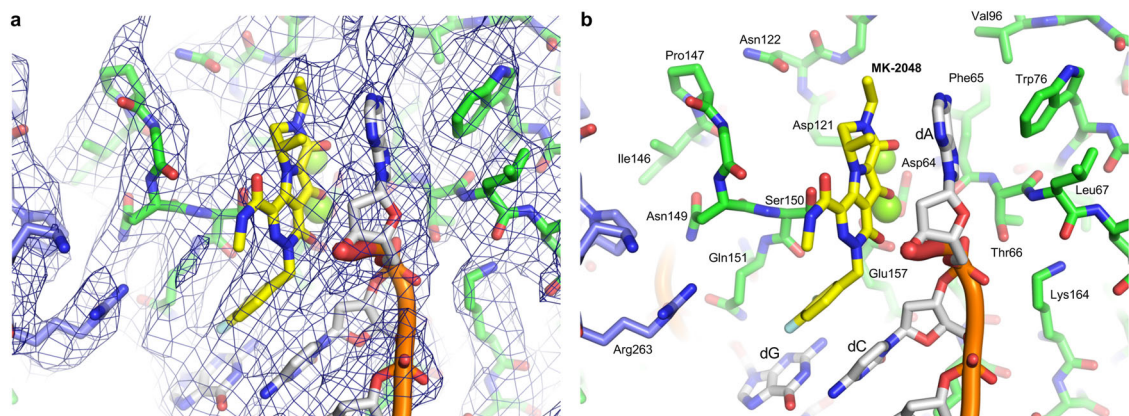 a
b
Val96
Asn122
Pro147
MK-2048
Phe65
Trp76
Asp121
dA
Ile146
Asp64
Leu67
Ser150
Asn149
Thr66
Gln151
Glu157
Lys164
Arg263
dG
dC